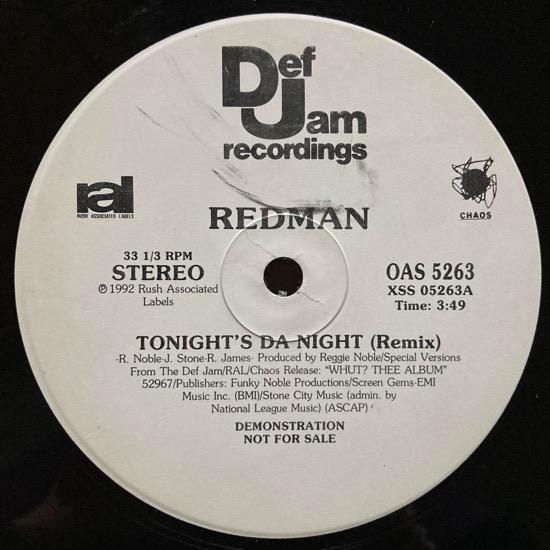 Def
Jam
recordings
ral
RUSH ASSOCIATED LABELS
CHAOS
REDMAN
33 1/3 RPM
STEREO
℗ 1992 Rush Associated
Labels
OAS 5263
XSS 05263A
Time: 3:49
TONIGHT'S DA NIGHT (Remix)
-R. Noble-J. Stone-R. James- Produced by Reggie Noble/Special Versions
From The Def Jam/RAL/Chaos Release: "WHUT? THEE ALBUM"
52967/Publishers: Funky Noble Productions/Screen Gems-EMI
Music Inc. (BMI)/Stone City Music (admin. by
National League Music) (ASCAP)
DEMONSTRATION
NOT FOR SALE